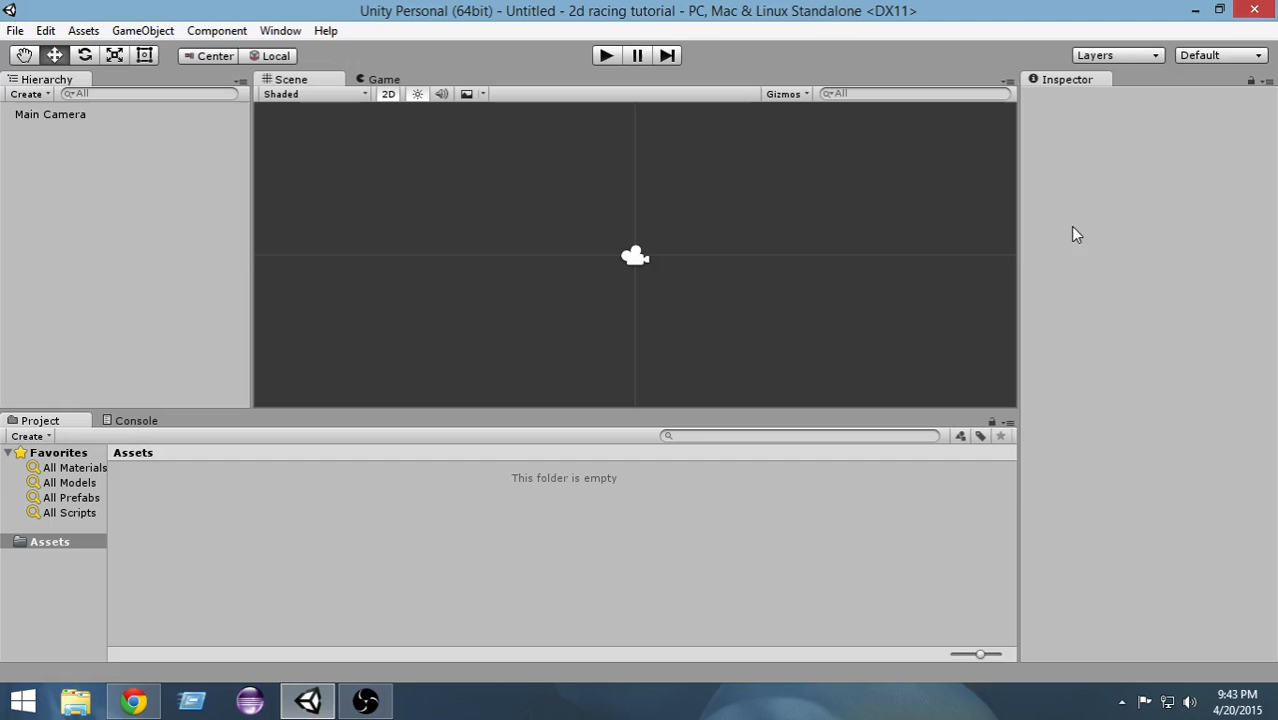 Unity Personal (64bit) - Untitled - 2d racing tutorial - PC, Mac & Linux Standalone <DX11>
File Edit Assets GameObject Component Window Help
Center Local Layers Default
Hierarchy Scene Game Inspector
Create All Shaded 2D Gizmos All
Main Camera
Project Console
Create
Favorites Assets
All Materials This folder is empty
All Models
All Prefabs
All Scripts
Assets
9:43 PM
4/20/2015